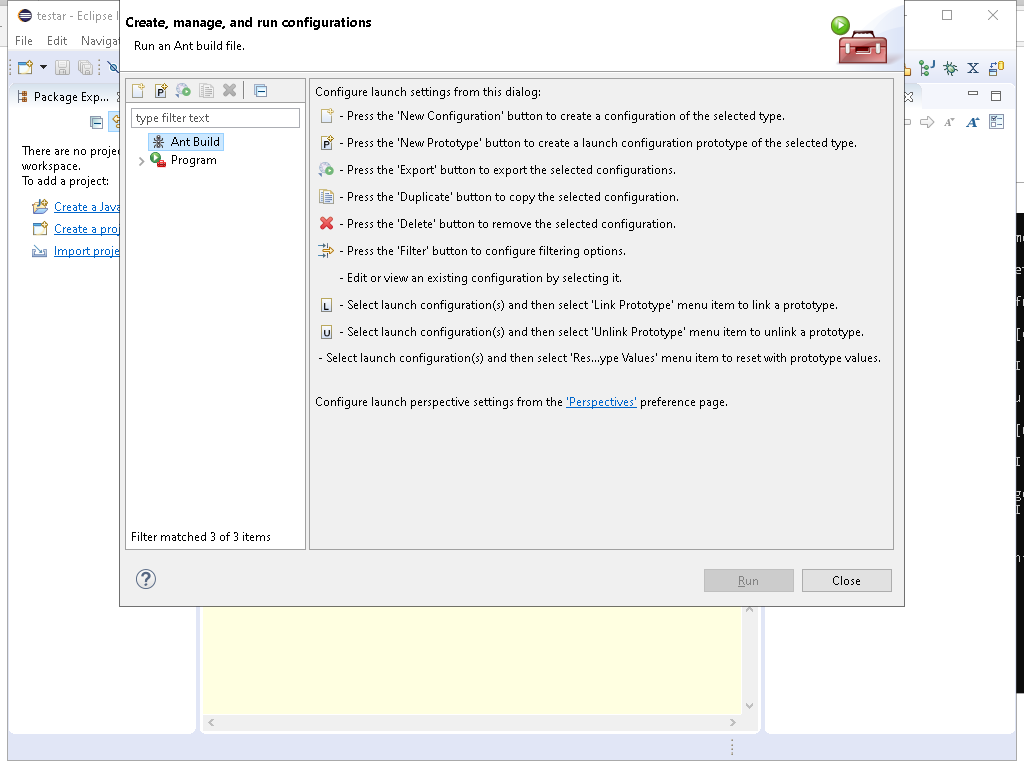 testar - Eclipse I
Create, manage, and run configurations
Run an Ant build file.
File Edit Naviga
Package Exp...
There are no proje
workspace.
To add a project:
Create a Java
Create a proj
Import proje
type filter text
Ant Build
Program
Filter matched 3 of 3 items
Configure launch settings from this dialog:
- Press the 'New Configuration' button to create a configuration of the selected type.
- Press the 'New Prototype' button to create a launch configuration prototype of the selected type.
- Press the 'Export' button to export the selected configurations.
- Press the 'Duplicate' button to copy the selected configuration.
- Press the 'Delete' button to remove the selected configuration.
- Press the 'Filter' button to configure filtering options.
- Edit or view an existing configuration by selecting it.
L - Select launch configuration(s) and then select 'Link Prototype' menu item to link a prototype.
U - Select launch configuration(s) and then select 'Unlink Prototype' menu item to unlink a prototype.
- Select launch configuration(s) and then select 'Res...ype Values' menu item to reset with prototype values.
Configure launch perspective settings from the 'Perspectives' preference page.
?
Run
Close